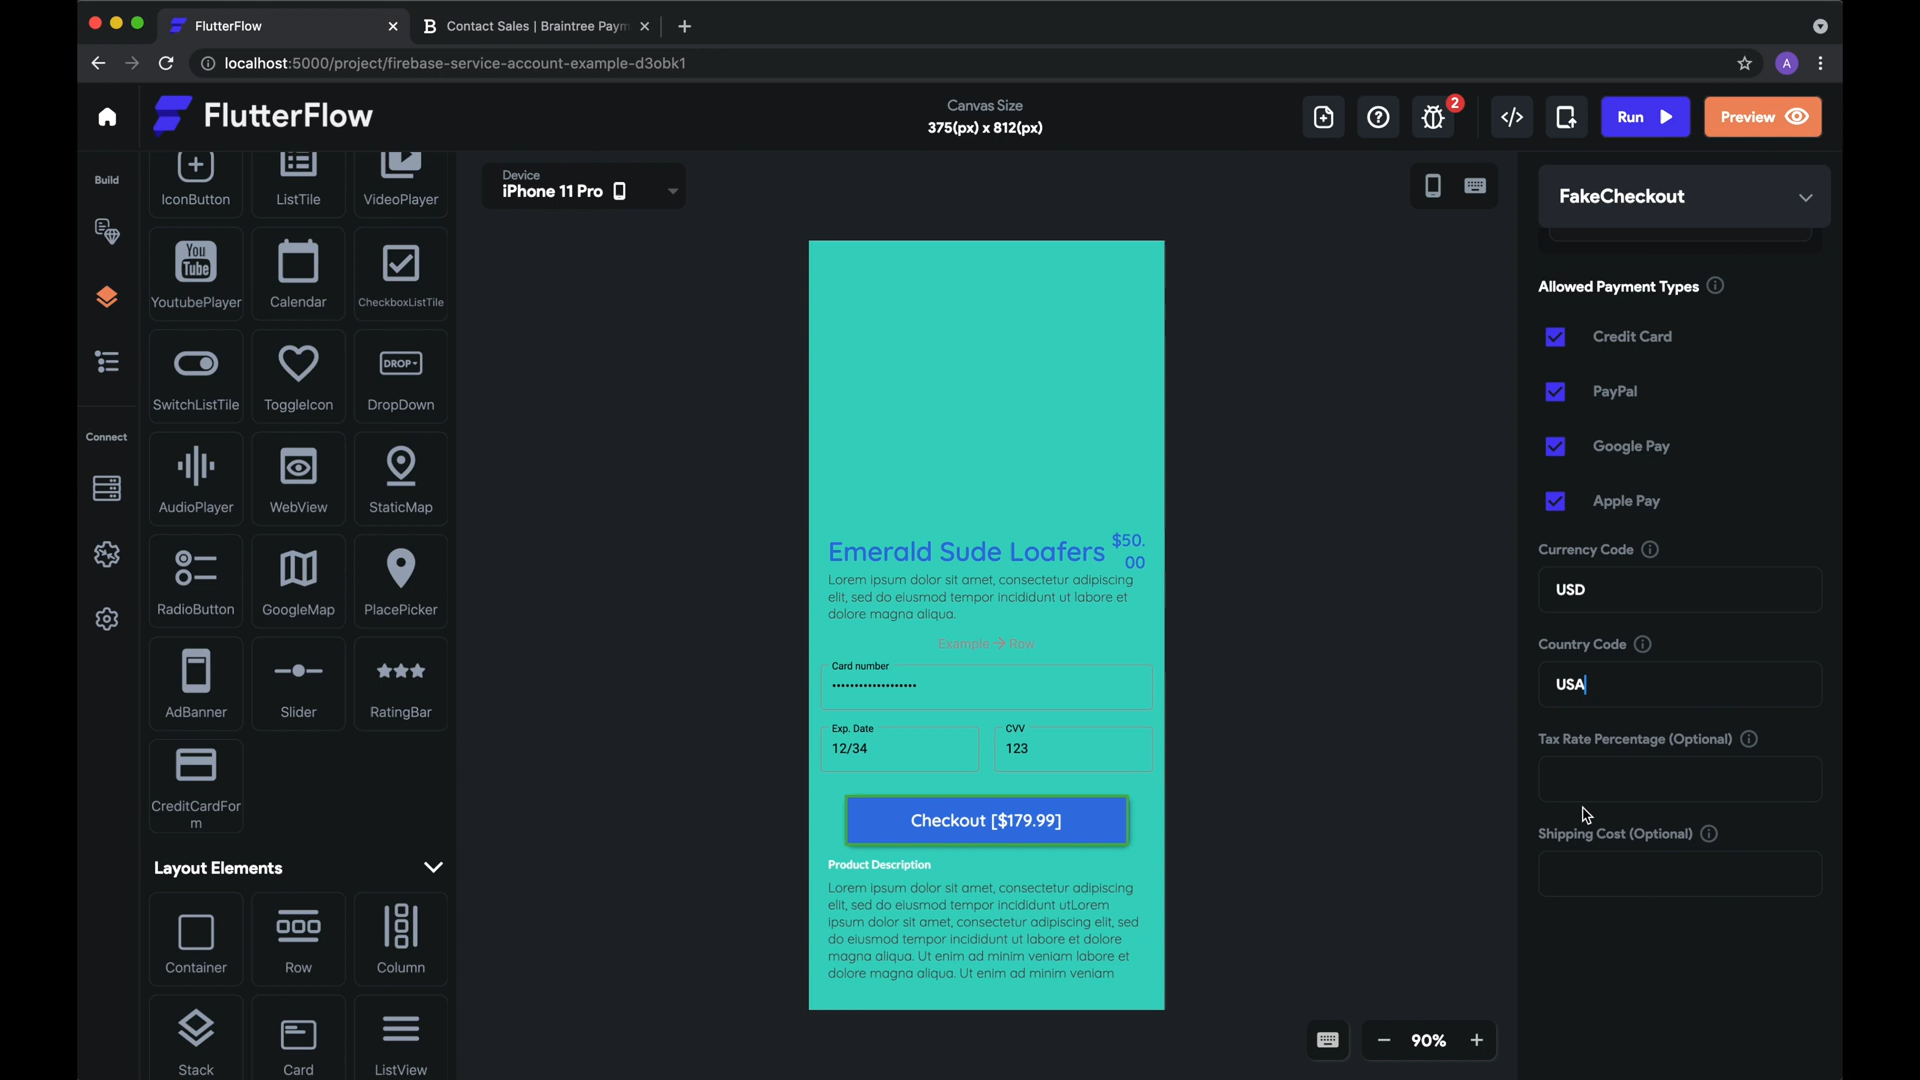 FlutterFlow
Contact Sales | Braintree Paym
localhost:5000/project/firebase-service-account-example-d3obk1
A
FlutterFlow
Canvas Size
375(px) x 812(px)
2
Run
Preview
Build
Connect
IconButton
ListTile
VideoPlayer
You
Tube
YoutubePlayer
Calendar
CheckboxListTile
SwitchListTile
ToggleIcon
DROP
DropDown
AudioPlayer
WebView
StaticMap
RadioButton
GoogleMap
PlacePicker
AdBanner
Slider
RatingBar
CreditCardFor
m
Layout Elements
Container
Row
Column
Stack
Card
ListView
Device
iPhone 11 Pro
Emerald Sude Loafers
$50.
00
Lorem ipsum dolor sit amet, consectetur adipiscing
elit, sed do eiusmod tempor incididunt ut labore et
dolore magna aliqua.
Example → Row
Card number
•••••••••••••••••••
Exp. Date
12/34
CVV
123
Checkout [$179.99]
Product Description
Lorem ipsum dolor sit amet, consectetur adipiscing
elit, sed do eiusmod tempor incididunt utLorem
ipsum dolor sit amet, consectetur adipiscing elit, sed
do eiusmod tempor incididunt ut labore et dolore
magna aliqua. Ut enim ad minim veniam labore et
dolore magna aliqua. Ut enim ad minim veniam
90%
FakeCheckout
Allowed Payment Types
Credit Card
PayPal
Google Pay
Apple Pay
Currency Code
USD
Country Code
USA
Tax Rate Percentage (Optional)
Shipping Cost (Optional)